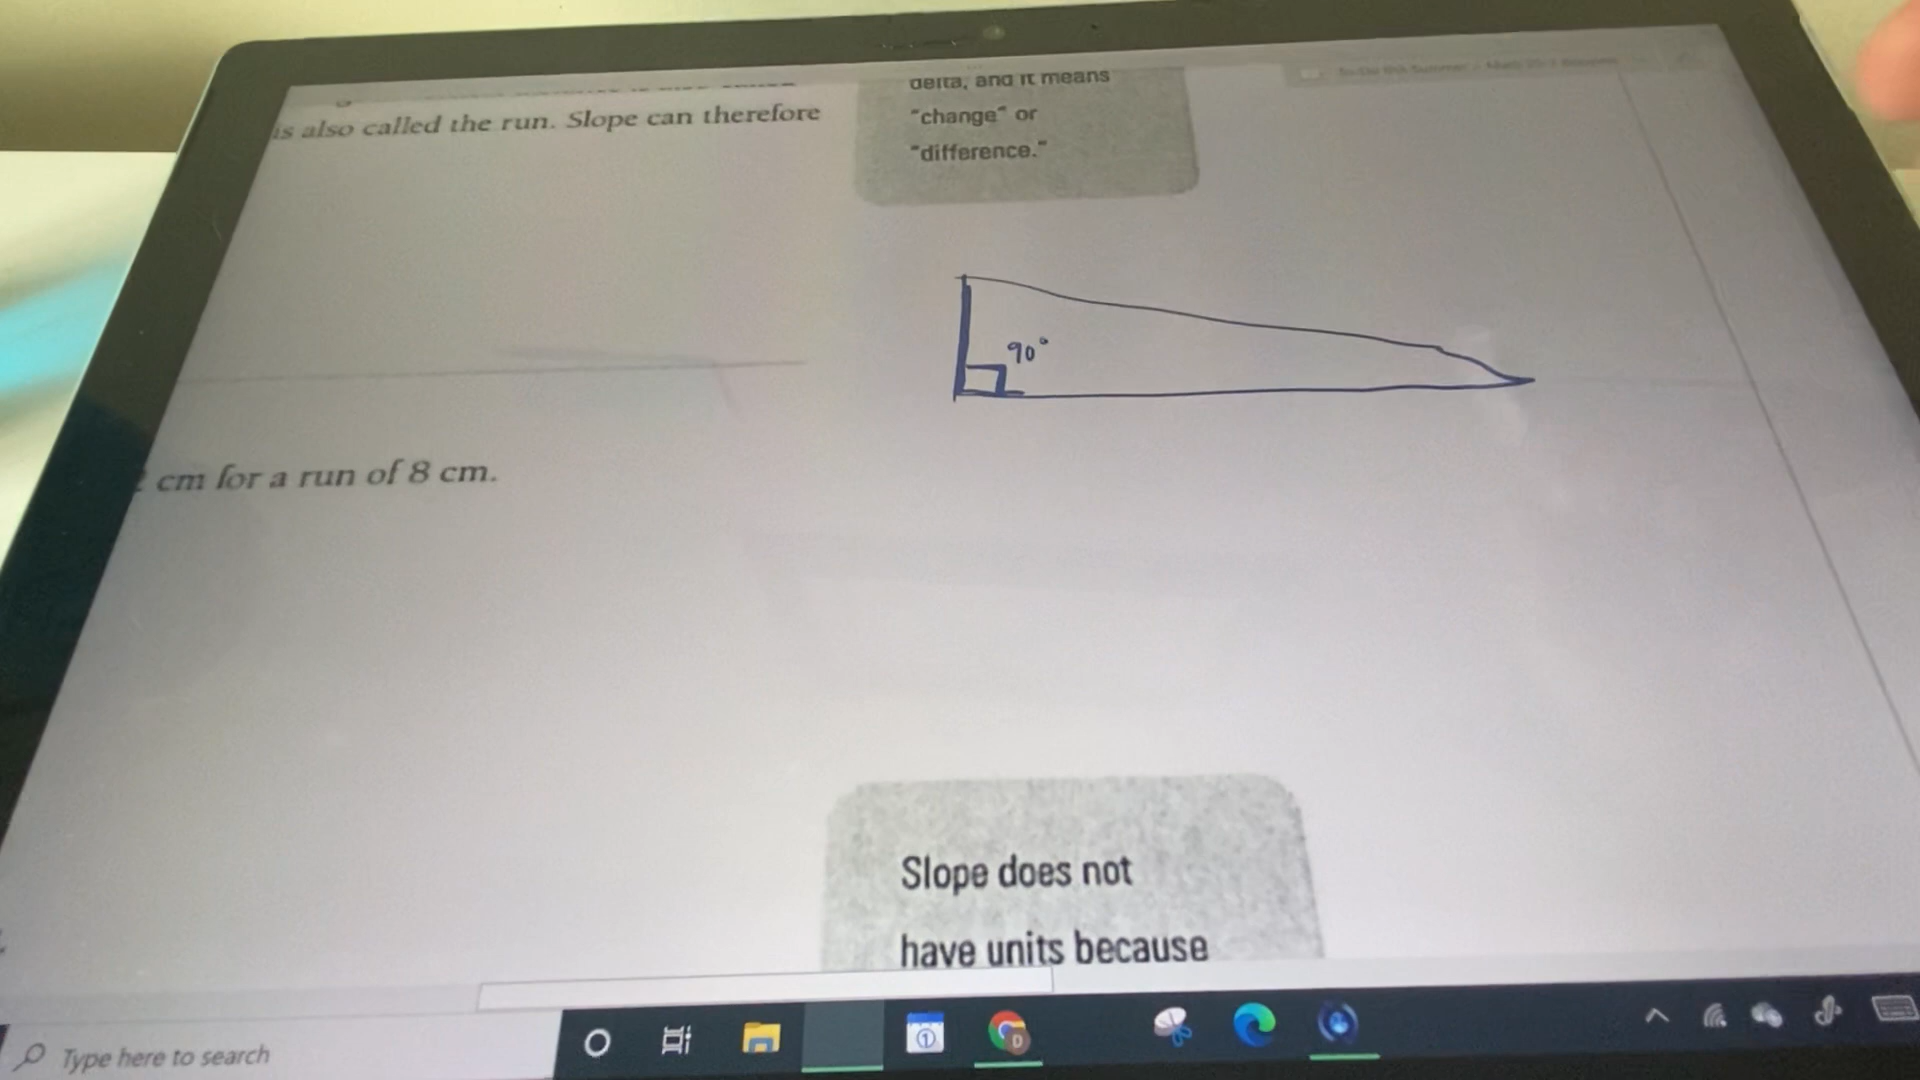 is also called the run. Slope can therefore
delta, and it means
"change" or
"difference."
90°
cm for a run of 8 cm.
Slope does not
have units because
Type here to search